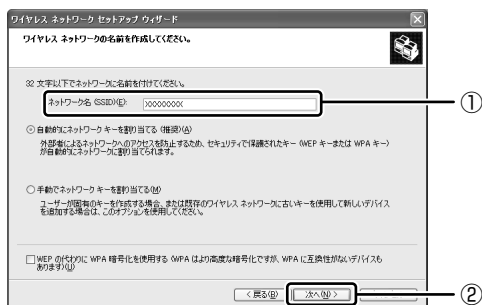 ワイヤレス ネットワーク セットアップ ウィザード
ワイヤレス ネットワークの名前を作成してください。
32 文字以下でネットワークに名前を付けてください。
ネットワーク名 (SSID)(E): XXXXXXXX
①
自動的にネットワーク キーを割り当てる (推奨)(A)
外部者によるネットワークへのアクセスを防止するため、セキュリティで保護されたキー (WEP キーまたは WPA キー)
が自動的にネットワークに割り当てられます。
手動でネットワーク キーを割り当てる(M)
ユーザーが固有のキーを作成する場合、または既存のワイヤレス ネットワークに古いキーを使用して新しいデバイス
を追加する場合は、このオプションを使用してください。
WEP の代わりに WPA 暗号化を使用する (WPA はより高度な暗号化ですが、WPA に互換性がないデバイスも
あります)(U)
< 戻る(B) 次へ(N) >
②